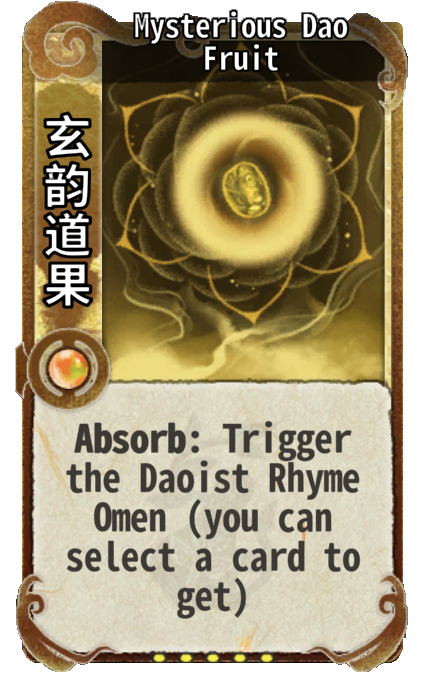 Mysterious Dao
Fruit
玄韵道果
Absorb: Trigger
the Daoist Rhyme
Omen (you can
select a card to
get)